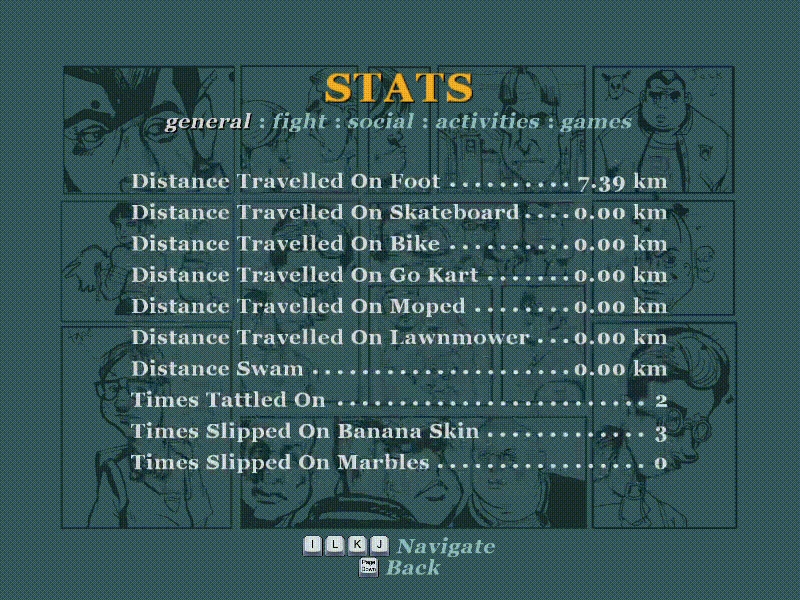 STATS
general : fight : social : activities : games
Distance Travelled On Foot .......... 7.39 km
Distance Travelled On Skateboard .... 0.00 km
Distance Travelled On Bike .......... 0.00 km
Distance Travelled On Go Kart ....... 0.00 km
Distance Travelled On Moped ........ 0.00 km
Distance Travelled On Lawnmower ... 0.00 km
Distance Swam ..................... 0.00 km
Times Tattled On ......................... 2
Times Slipped On Banana Skin ............. 3
Times Slipped On Marbles ................. 0
I L K J Navigate
Page Down Back